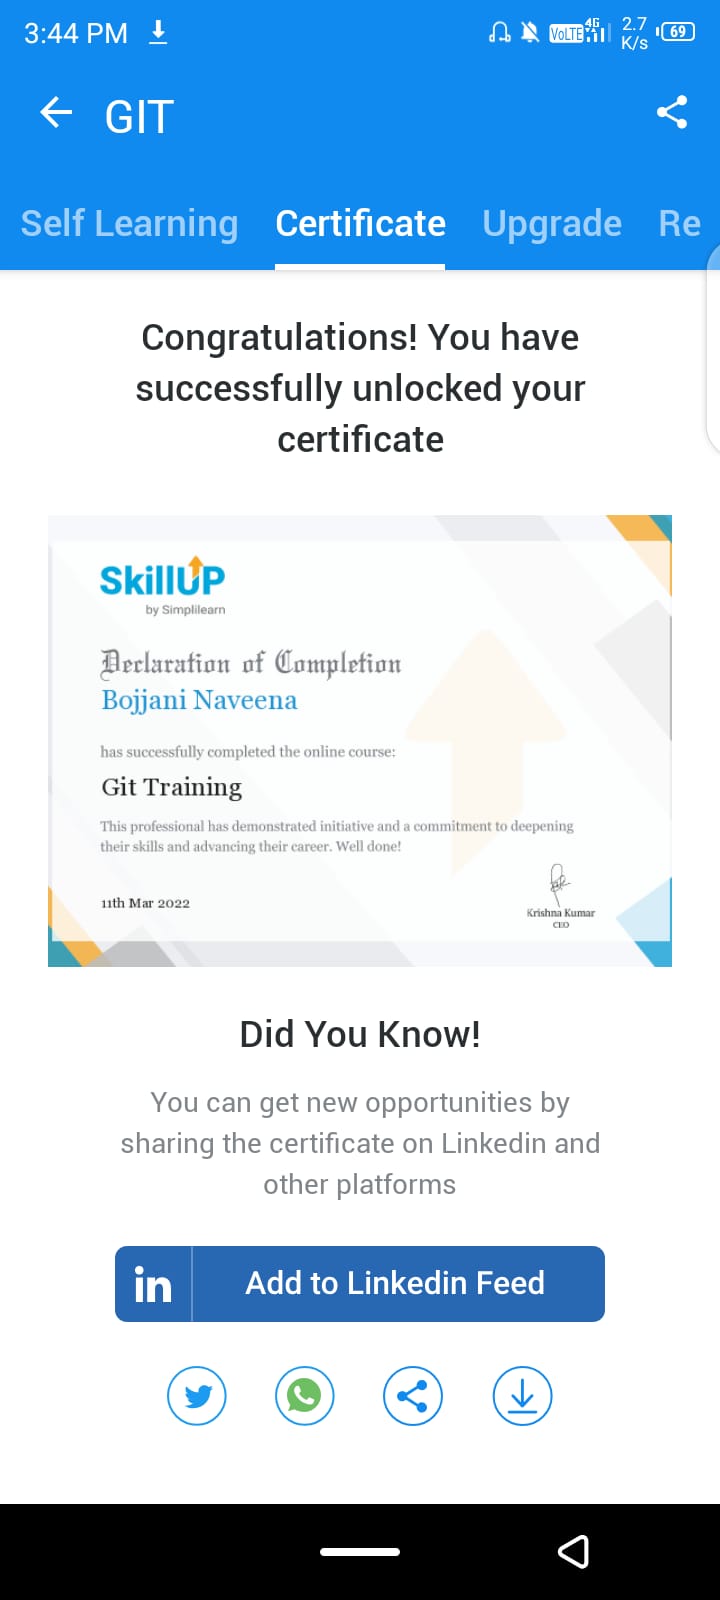 3:44 PM
VoLTE 4G 2.7 K/s 69
GIT
Self Learning Certificate Upgrade Re
Congratulations! You have
successfully unlocked your
certificate
SkillUP
by Simplilearn
Declaration of Completion
Bojjani Naveena
has successfully completed the online course:
Git Training
This professional has demonstrated initiative and a commitment to deepening
their skills and advancing their career. Well done!
11th Mar 2022
Krishna Kumar
CEO
Did You Know!
You can get new opportunities by
sharing the certificate on Linkedin and
other platforms
in Add to Linkedin Feed